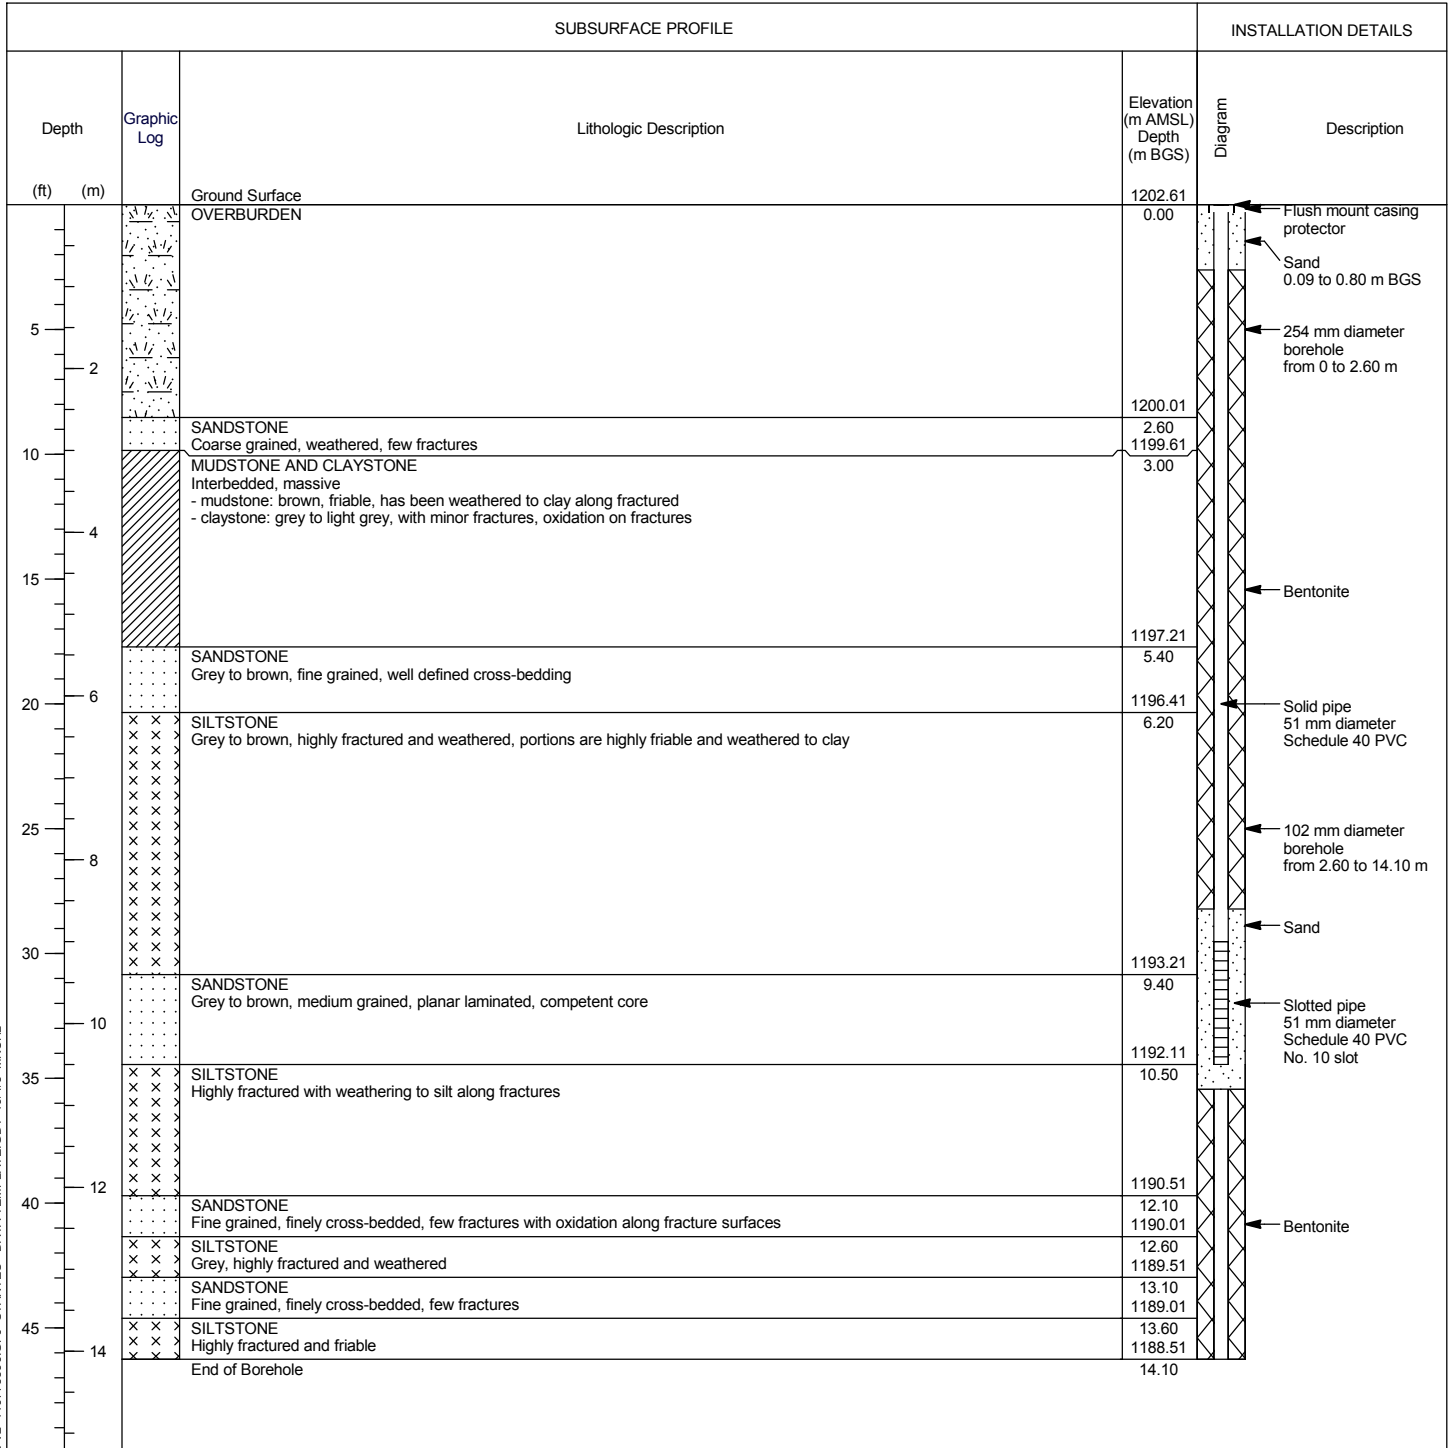 SUBSURFACE PROFILE
INSTALLATION DETAILS
Depth
(ft) (m)
Graphic
Log
Lithologic Description
Elevation
(m AMSL)
Depth
(m BGS)
Diagram
Description
Ground Surface
1202.61
OVERBURDEN
0.00
Flush mount casing
protector
Sand
0.09 to 0.80 m BGS
5
254 mm diameter
borehole
from 0 to 2.60 m
2
1200.01
SANDSTONE
2.60
Coarse grained, weathered, few fractures
1199.61
10
MUDSTONE AND CLAYSTONE
3.00
Interbedded, massive
- mudstone: brown, friable, has been weathered to clay along fractured
- claystone: grey to light grey, with minor fractures, oxidation on fractures
4
15
Bentonite
1197.21
SANDSTONE
5.40
Grey to brown, fine grained, well defined cross-bedding
6
1196.41
20
Solid pipe
51 mm diameter
Schedule 40 PVC
SILTSTONE
6.20
Grey to brown, highly fractured and weathered, portions are highly friable and weathered to clay
25
102 mm diameter
borehole
from 2.60 to 14.10 m
8
Sand
30
1193.21
SANDSTONE
9.40
Grey to brown, medium grained, planar laminated, competent core
Slotted pipe
51 mm diameter
Schedule 40 PVC
No. 10 slot
10
1192.11
35
SILTSTONE
10.50
Highly fractured with weathering to silt along fractures
12
1190.51
40
SANDSTONE
12.10
Fine grained, finely cross-bedded, few fractures with oxidation along fracture surfaces
1190.01
Bentonite
SILTSTONE
12.60
Grey, highly fractured and weathered
1189.51
SANDSTONE
13.10
Fine grained, finely cross-bedded, few fractures
1189.01
45
SILTSTONE
13.60
Highly fractured and friable
1188.51
14
End of Borehole
14.10